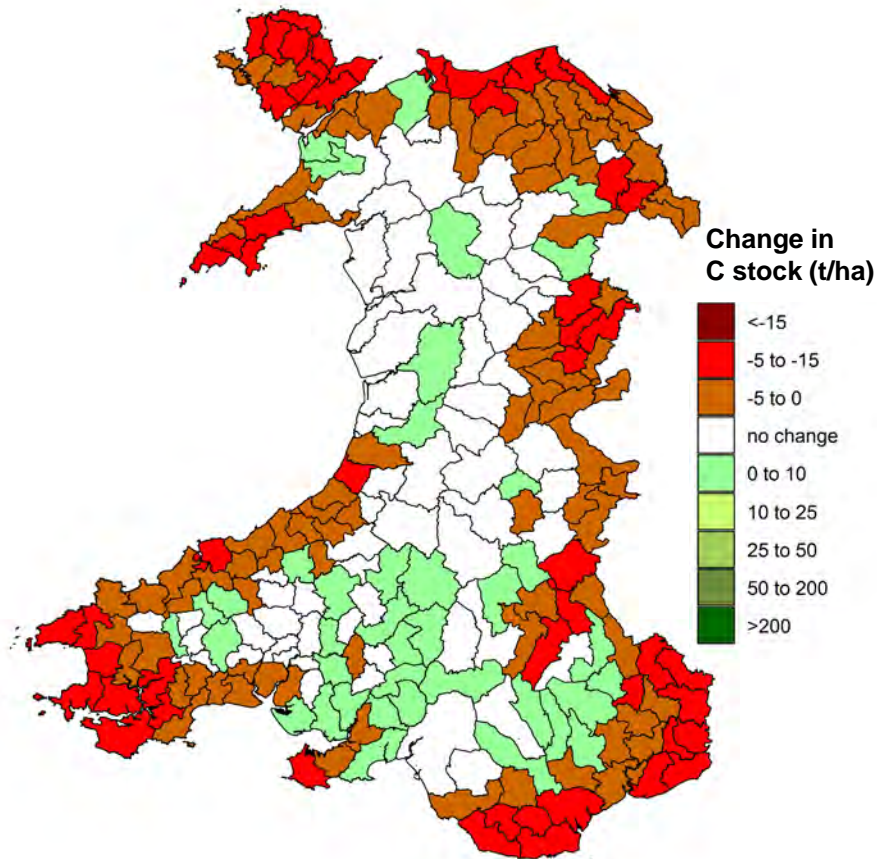 Change in
C stock (t/ha)
<-15
-5 to -15
-5 to 0
no change
0 to 10
10 to 25
25 to 50
50 to 200
>200